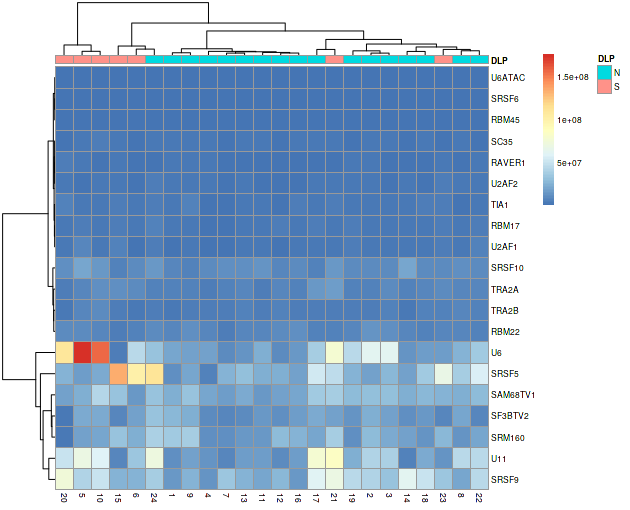 DLP
DLP
N
S
1.5e+08
1e+08
5e+07
U6ATAC
SRSF6
RBM45
SC35
RAVER1
U2AF2
TIA1
RBM17
U2AF1
SRSF10
TRA2A
TRA2B
RBM22
U6
SRSF5
SAM68TV1
SF3BTV2
SRM160
U11
SRSF9
20 5 10 15 6 24 1 9 4 7 13 11 12 16 17 21 19 2 3 14 18 23 8 22